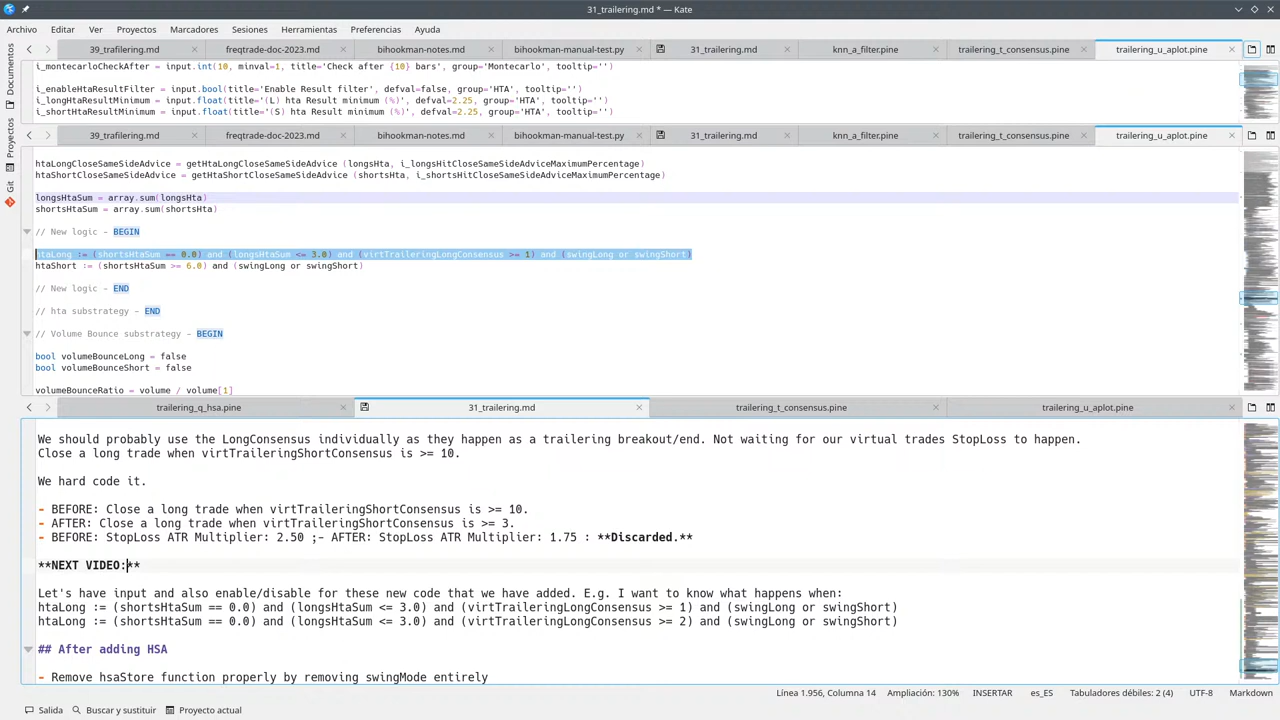 31_trailering.md * — Kate
Archivo Editar Ver Proyectos Marcadores Sesiones Herramientas Preferencias Ayuda
39_trafilering.md freqtrade-doc-2023.md bihookman-notes.md bihookman-manual-test.py 31_trailering.md knn_a_filter.pine trailering_t_consensus.pine trailering_u_aplot.pine
Documentos
Proyectos
Git
i_montecarloCheckAfter = input.int(10, minval=1, title='Check after {10} bars', group='Montecarlo', tooltip='')
i_enableHtaResultFilter = input.bool(title='Enable Result filter', defval=false, group='HTA', tooltip='')
i_longHtaResultMinimum = input.float(title='(L) hta Result minimum (%)', defval=2.25, group='HTA', tooltip='')
i_shortHtaResultMinimum = input.float(title='(S) hta Result minimum (%)', group='HTA', tooltip='')
39_trafilering.md freqtrade-doc-2023.md bihookman-notes.md bihookman-manual-test.py 31_trailering.md knn_a_filter.pine trailering_t_consensus.pine trailering_u_aplot.pine
htaLongCloseSameSideAdvice = getHtaLongCloseSameSideAdvice (longsHta, i_longsHitCloseSameSideAdviceMaximumPercentage)
htaShortCloseSameSideAdvice = getHtaShortCloseSameSideAdvice (shortsHta, i_shortsHitCloseSameSideAdviceMaximumPercentage)
longsHtaSum = array.sum(longsHta)
shortsHtaSum = array.sum(shortsHta)
// New logic - BEGIN
htaLong := (shortsHtaSum == 0.0) and (longsHtaSum <= 3.0) and (virtTraileringLongConsensus >= 1) and (swingLong or swingShort)
htaShort := (shortsHtaSum >= 6.0) and (swingLong or swingShort)
// New logic - END
// hta substrategy - END
// Volume Bounce substrategy - BEGIN
bool volumeBounceLong = false
bool volumeBounceShort = false
volumeBounceRatio = volume / volume[1]
trailering_q_hsa.pine 31_trailering.md trailering_t_consensus.pine trailering_u_aplot.pine
We should probably use the LongConsensus individually as they happen as a trailering breakout/end. Not waiting for our virtual trades StopLoss to happen.
Close a long trade when virtTraileringShortConsensus is >= 10.
We hard code it.
- BEFORE: Close a long trade when virtTraileringShortConsensus is >= 10.
- AFTER: Close a long trade when virtTraileringShortConsensus is >= 3.
- BEFORE: StopLoss ATR Multiplier: 2.50 ;- AFTER: StopLoss ATR Multiplier: 1.75 : **Discarded.**
**NEXT VIDEO:**
Let's have input and also enable/disable for these hard coded that we have now. E.g. I want to know what happens if:
htaLong := (shortsHtaSum == 0.0) and (longsHtaSum <= 3.0) and (virtTraileringLongConsensus >= 1) and (swingLong or swingShort)
htaLong := (shortsHtaSum == 0.0) and (longsHtaSum <= 3.0) and (virtTraileringLongConsensus >= 2) and (swingLong or swingShort)
## After adding HSA
- Remove hsaStore function properly by removing swingMode entirely
Línea 1.956, Columna 14 Ampliación: 130% INSERTAR es_ES Tabuladores débiles: 2 (4) UTF-8 Markdown
Salida Buscar y sustituir Proyecto actual